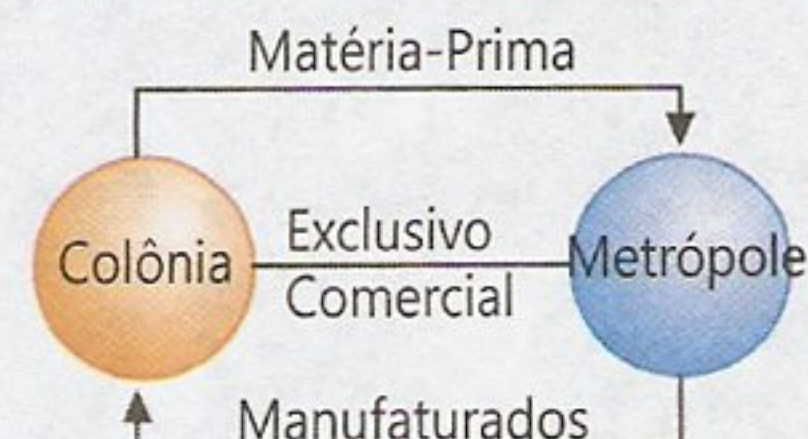 Matéria-Prima
Colônia
Exclusivo
Comercial
Metrópole
Manufaturados